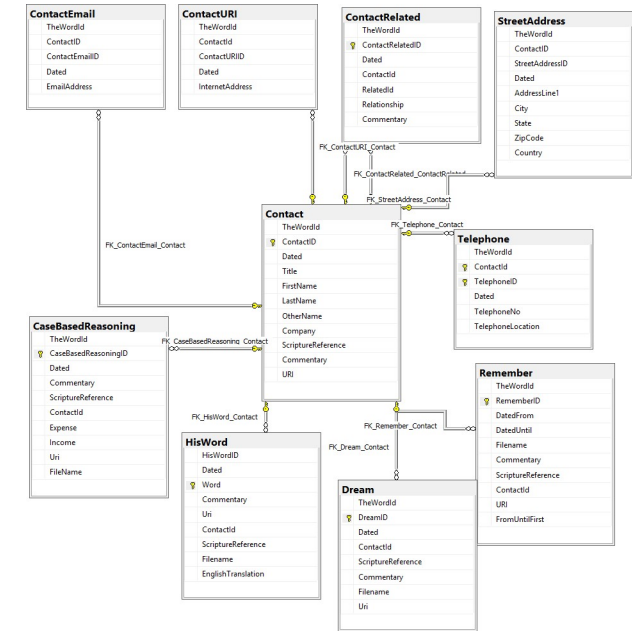 ContactEmail
TheWordId
ContactID
ContactEmailID
Dated
EmailAddress
ContactURI
TheWordId
ContactId
ContactURIID
Dated
InternetAddress
ContactRelated
TheWordId
ContactRelatedID
Dated
ContactId
RelatedId
Relationship
Commentary
StreetAddress
TheWordId
ContactID
StreetAddressID
Dated
AddressLine1
City
State
ZipCode
Country
FK_ContactURI_Contact
FK_ContactRelated_ContactRelated
FK_StreetAddress_Contact
FK_Telephone_Contact
FK_ContactEmail_Contact
Contact
TheWordId
ContactID
Dated
Title
FirstName
LastName
OtherName
Company
ScriptureReference
Commentary
URI
Telephone
TheWordId
ContactId
TelephoneID
Dated
TelephoneNo
TelephoneLocation
CaseBasedReasoning
TheWordId
CaseBasedReasoningID
Dated
Commentary
ScriptureReference
ContactId
Expense
Income
Uri
FileName
FK_CaseBasedReasoning_Contact
FK_HisWord_Contact
FK_Remember_Contact
FK_Dream_Contact
HisWord
HisWordID
Dated
Word
Commentary
Uri
ContactId
ScriptureReference
Filename
EnglishTranslation
Dream
TheWordId
DreamID
Dated
ContactId
ScriptureReference
Commentary
Filename
Uri
Remember
TheWordId
RememberID
DatedFrom
DatedUntil
Filename
Commentary
ScriptureReference
ContactId
URI
FromUntilFirst